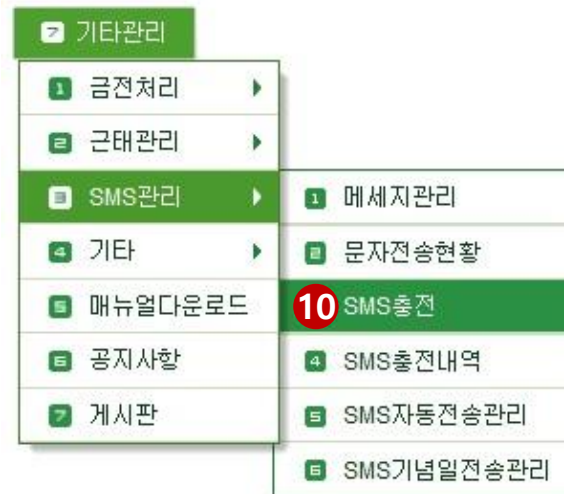 7 기타관리
1 금전처리
2 근태관리
3 SMS관리
4 기타
5 매뉴얼다운로드
6 공지사항
7 게시판
1 메세지관리
2 문자전송현황
10 SMS충전
4 SMS충전내역
5 SMS자동전송관리
6 SMS기념일전송관리